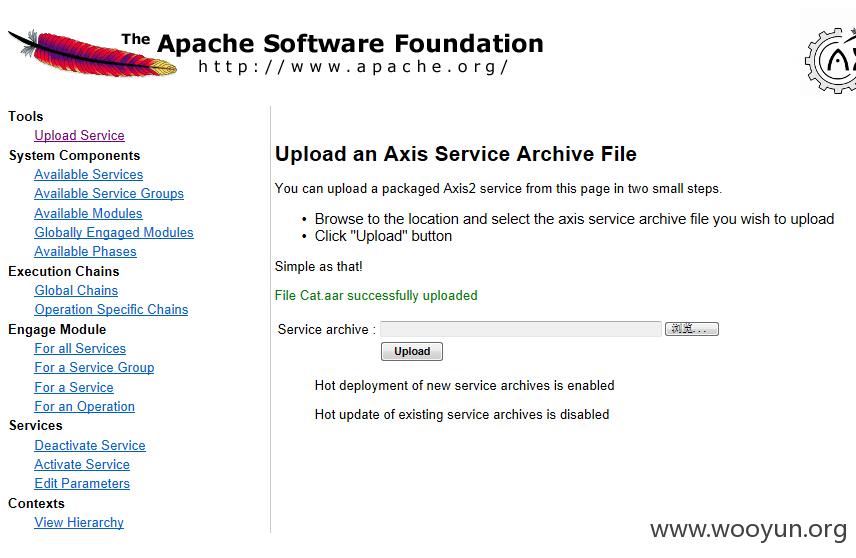 The Apache Software Foundation
http://www.apache.org/
Tools
Upload Service
System Components
Available Services
Available Service Groups
Available Modules
Globally Engaged Modules
Available Phases
Execution Chains
Global Chains
Operation Specific Chains
Engage Module
For all Services
For a Service Group
For a Service
For an Operation
Services
Deactivate Service
Activate Service
Edit Parameters
Contexts
View Hierarchy
Upload an Axis Service Archive File
You can upload a packaged Axis2 service from this page in two small steps.
• Browse to the location and select the axis service archive file you wish to upload
• Click "Upload" button
Simple as that!
File Cat.aar successfully uploaded
Service archive : 浏览...
Upload
Hot deployment of new service archives is enabled
Hot update of existing service archives is disabled
www.wooyun.org